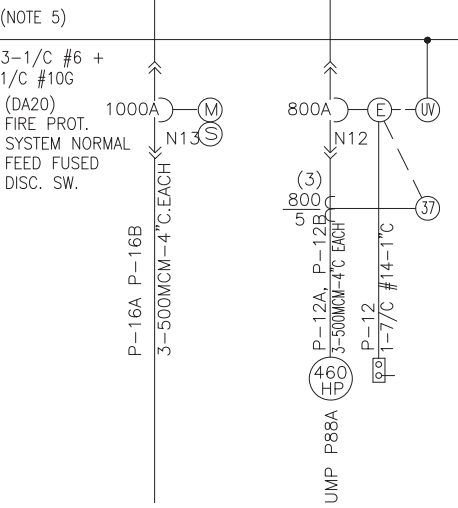 (NOTE 5)
3-1/C #6 +
1/C #10G
(DA20)
FIRE PROT.
SYSTEM NORMAL
FEED FUSED
DISC. SW.
1000A
M
N13
S
P-16A P-16B
3-500MCM-4"C.EACH
800A
E
UV
N12
(3)
800
5
37
P-12A, P-12B
3-500MCM-4"C EACH
P-12
1-7/C #14-1"C
460
HP
UMP P88A